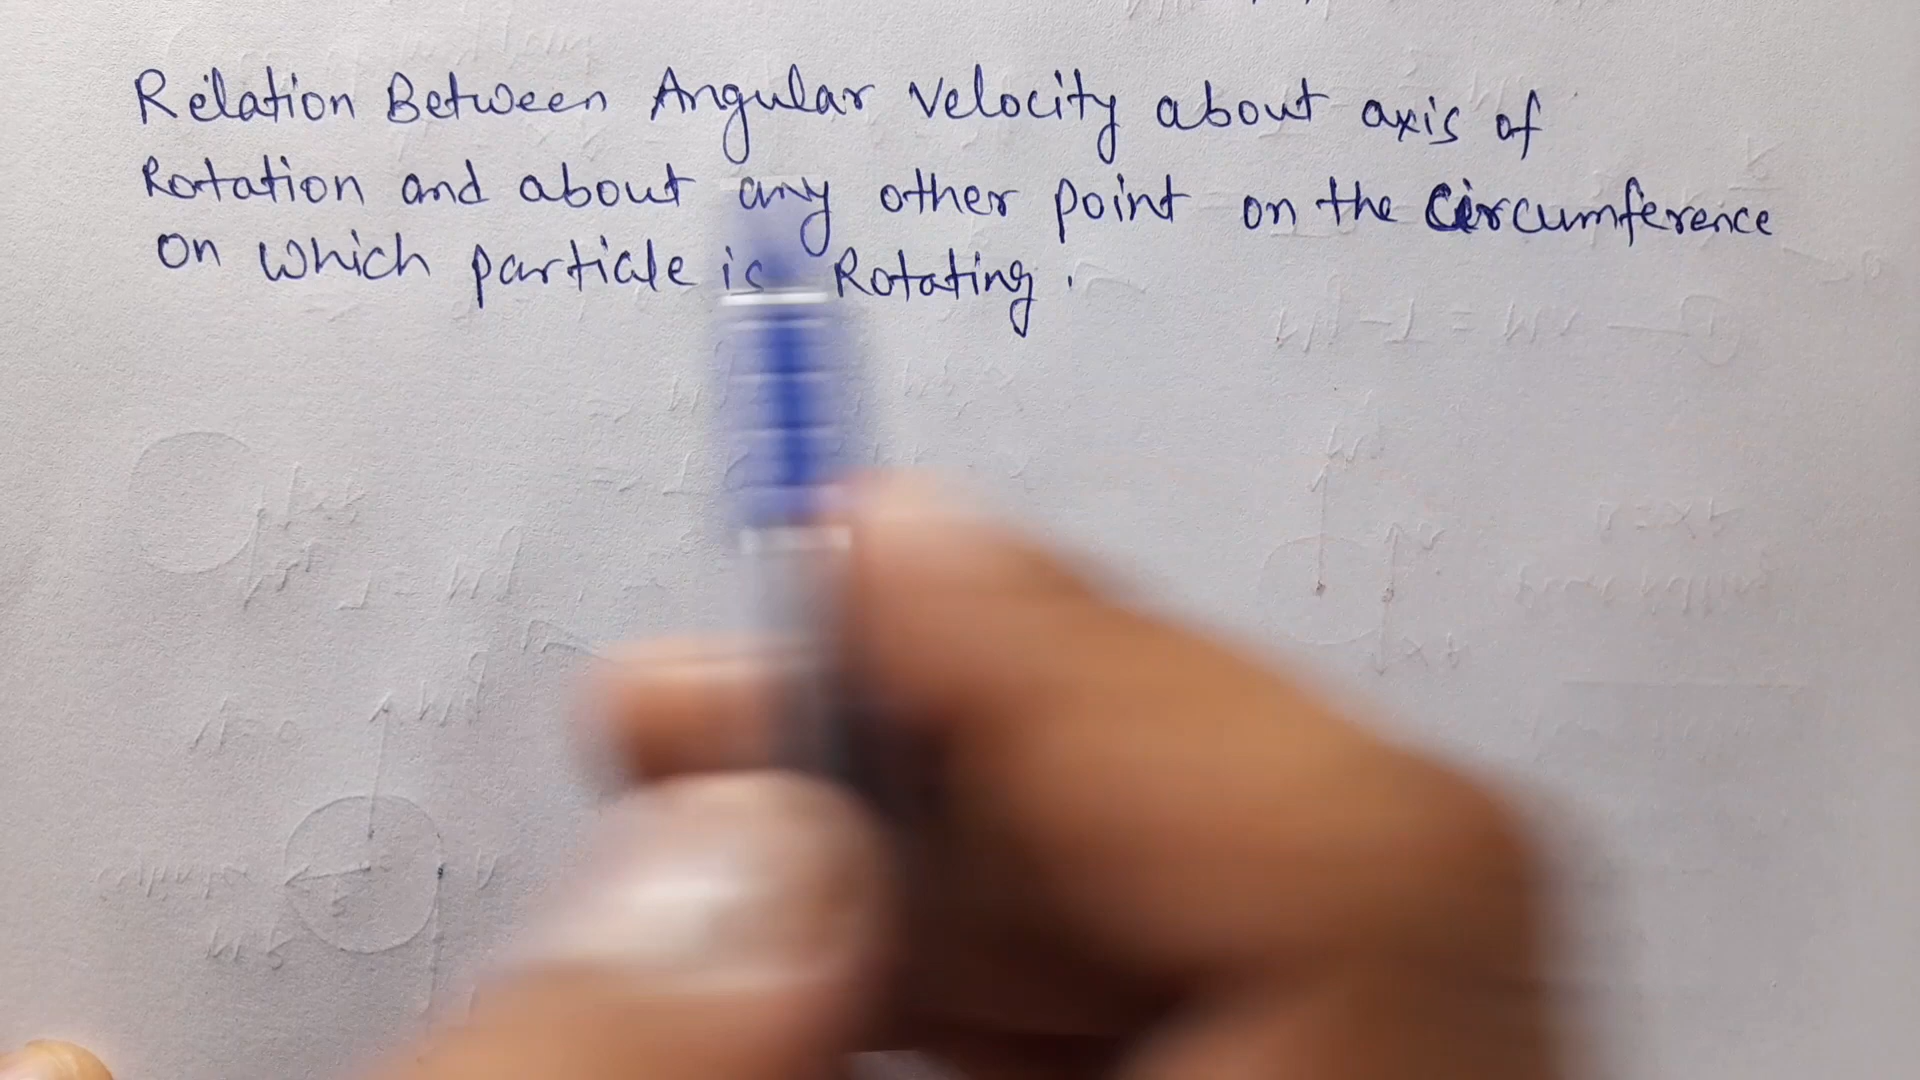 Relation Between Angular velocity about axis of
Rotation and about any other point on the Circumference
on which particle is Rotating.